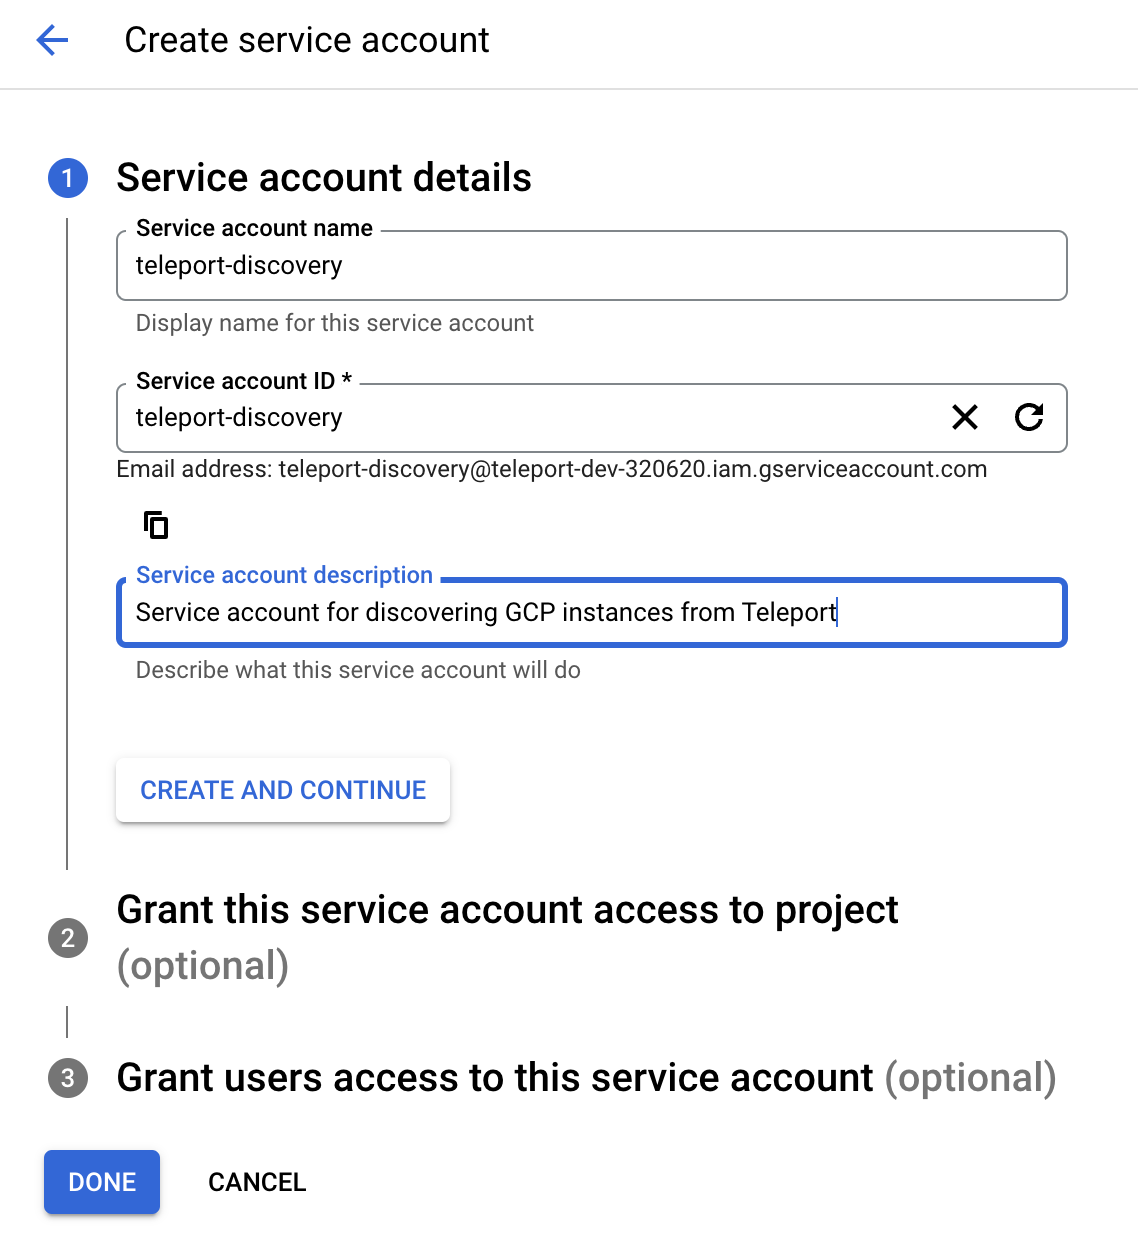 Create service account
1 Service account details
Service account name
teleport-discovery
Display name for this service account
Service account ID *
teleport-discovery
Email address: teleport-discovery@teleport-dev-320620.iam.gserviceaccount.com
Service account description
Service account for discovering GCP instances from Teleport
Describe what this service account will do
CREATE AND CONTINUE
2 Grant this service account access to project
(optional)
3 Grant users access to this service account (optional)
DONE CANCEL